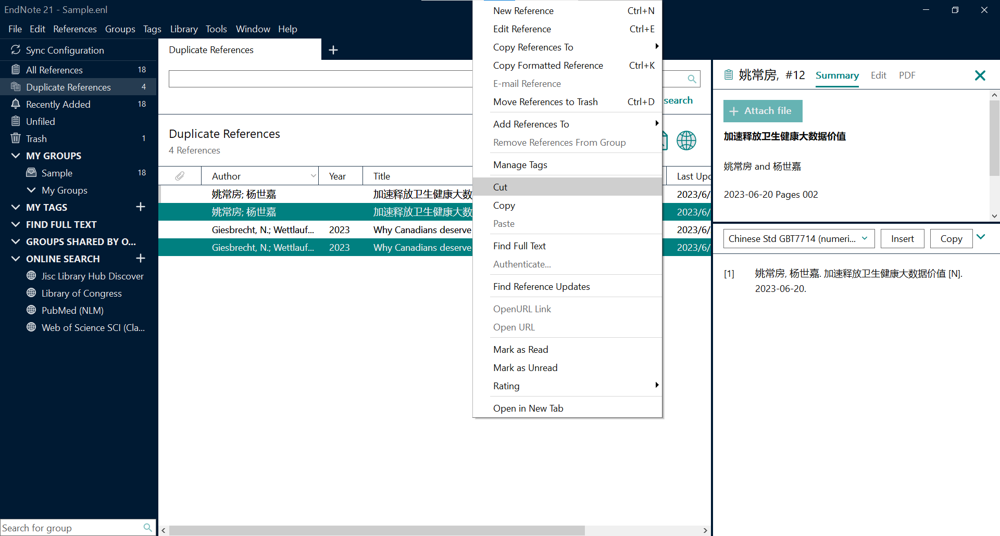 EndNote 21 - Sample.enl
File Edit References Groups Tags Library Tools Window Help
Sync Configuration
All References 18
Duplicate References 4
Recently Added 18
Unfiled
Trash 1
MY GROUPS
Sample 18
My Groups
MY TAGS
FIND FULL TEXT
GROUPS SHARED BY O...
ONLINE SEARCH
Jisc Library Hub Discover
Library of Congress
PubMed (NLM)
Web of Science SCI (Cla...
Search for group
Duplicate References
search
Duplicate References
4 References
Author Year Title Last Upd
姚常房; 杨世嘉 加速释放卫生健康大数 2023/6/
姚常房; 杨世嘉 加速释放卫生健康大数 2023/6/
Giesbrecht, N.; Wettlauf... 2023 Why Canadians deserve 2023/6/
Giesbrecht, N.; Wettlauf... 2023 Why Canadians deserve 2023/6/
New Reference Ctrl+N
Edit Reference Ctrl+E
Copy References To
Copy Formatted Reference Ctrl+K
E-mail Reference
Move References to Trash Ctrl+D
Add References To
Remove References From Group
Manage Tags
Cut
Copy
Paste
Find Full Text
Authenticate...
Find Reference Updates
OpenURL Link
Open URL
Mark as Read
Mark as Unread
Rating
Open in New Tab
姚常房, #12 Summary Edit PDF
+ Attach file
加速释放卫生健康大数据价值
姚常房 and 杨世嘉
2023-06-20 Pages 002
Chinese Std GBT7714 (numeri... Insert Copy
[1] 姚常房, 杨世嘉. 加速释放卫生健康大数据价值 [N].
2023-06-20.